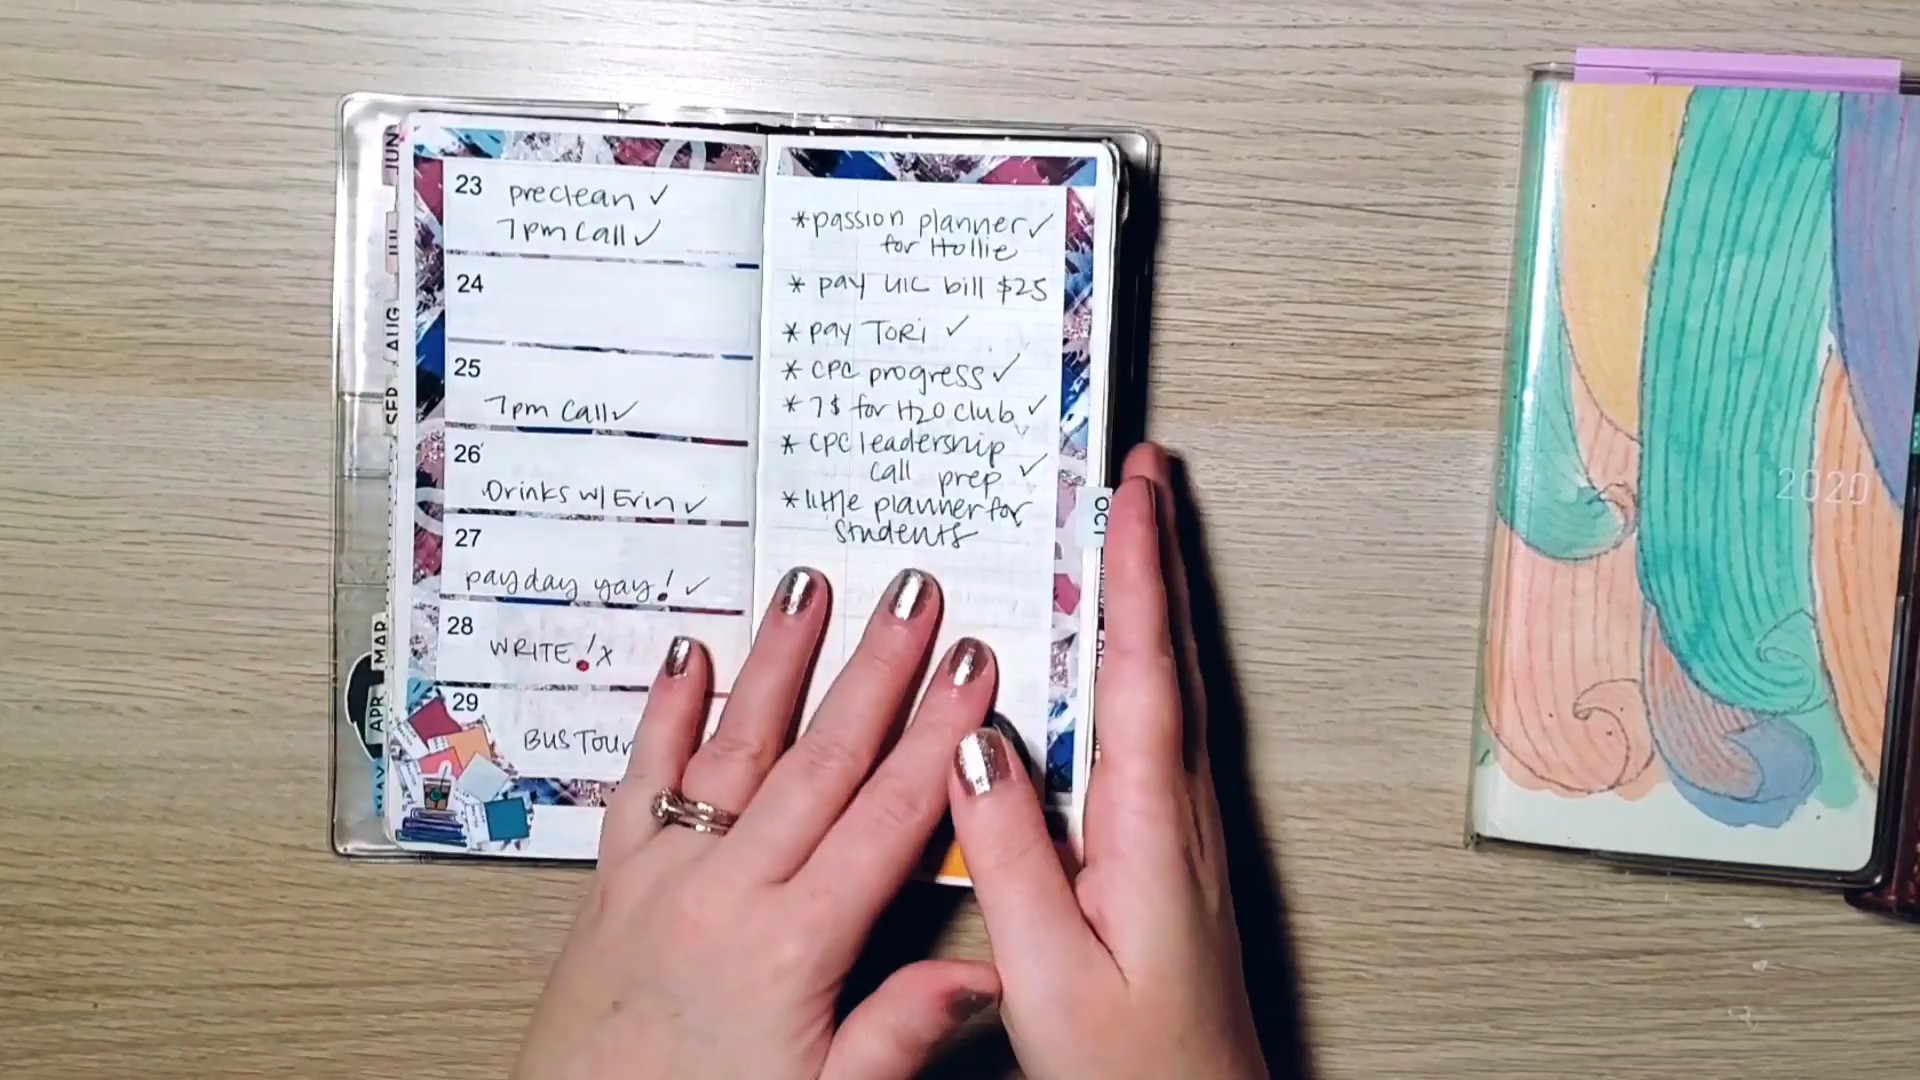 JUN
JUL
AUG
SEP
MAR
APR
MAY
23 preclean ✓
7pm Call ✓
24
25
7pm Call ✓
26
Drinks w/ Erin ✓
27
payday yay! ✓
28
WRITE! x
29
BUS Tour
* passion planner ✓
for Hollie
* pay UIC bill $25
* pay TORI ✓
* CPC progress ✓
* 7$ for H2O club ✓
* CPC leadership
call prep ✓
* little planner for
students
OCT
2020